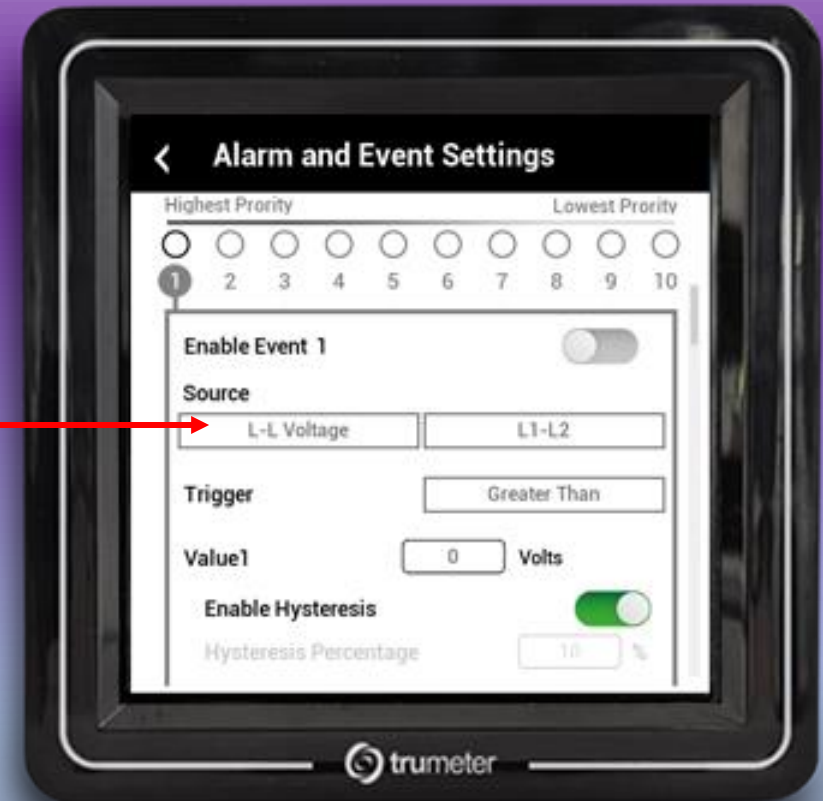 Alarm and Event Settings
Highest Prority Lowest Prority
1 2 3 4 5 6 7 8 9 10
Enable Event 1
Source
L-L Voltage L1-L2
Trigger Greater Than
Value1 0 Volts
Enable Hysteresis
Hysteresis Percentage 10 %
trumeter